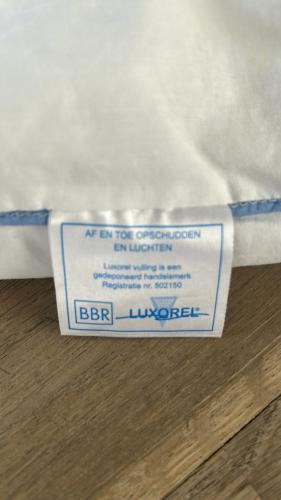 AF EN TOE OPSCHUDDEN
EN LUCHTEN
Luxorel vulling is een
gedeponeerd handelsmerk
Registratie nr. 502150
BBR LUXOREL®